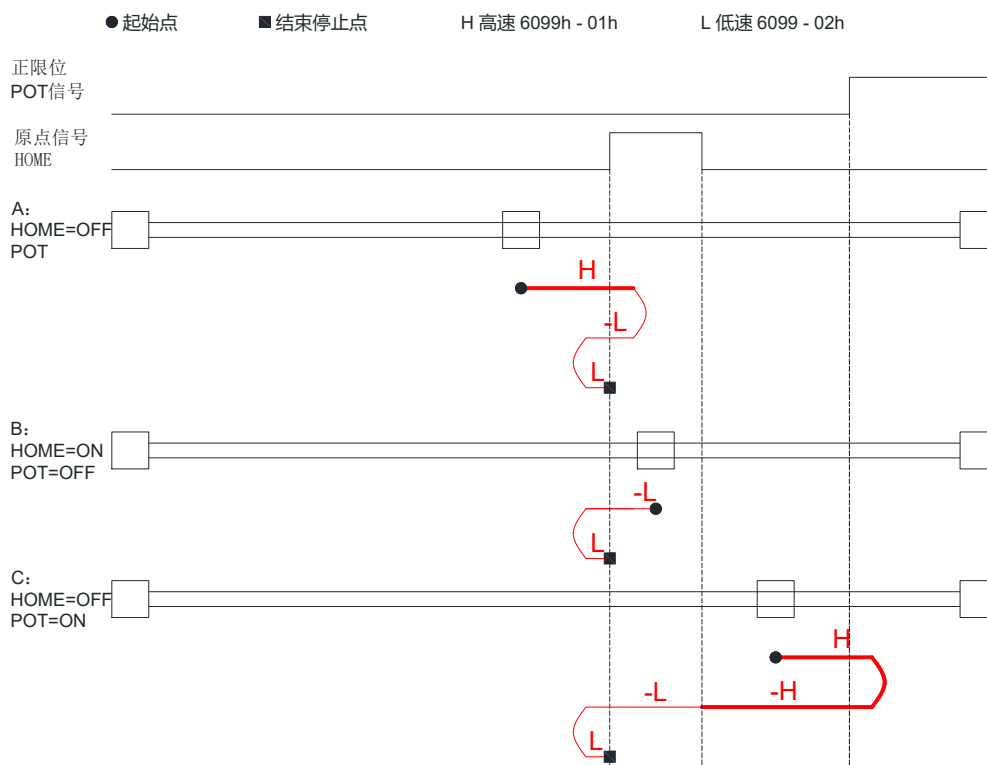 起始点 结束停止点 H 高速 6099h - 01h L 低速 6099 - 02h
正限位
POT信号
原点信号
HOME
A:
HOME=OFF
POT
H
-L
L
B:
HOME=ON
POT=OFF
-L
L
C:
HOME=OFF
POT=ON
H
-H
-L
L